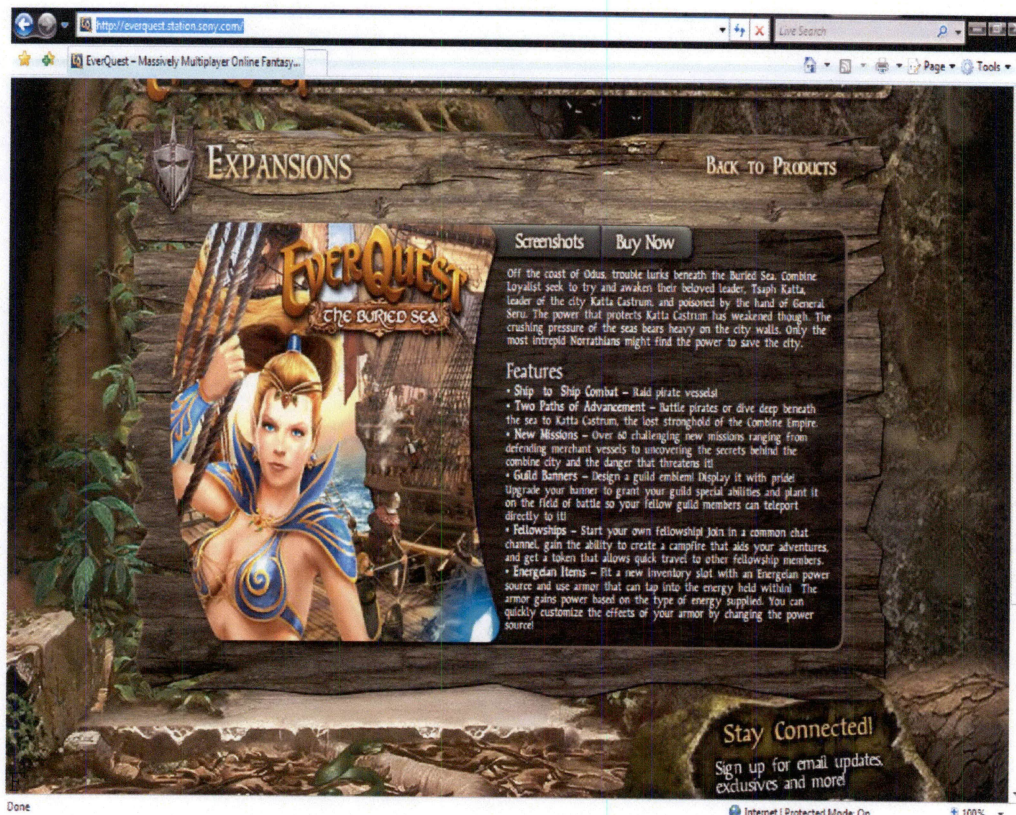 http://everquest.station.sony.com/
Live Search
EverQuest – Massively Multiplayer Online Fantasy...
Page
Tools
EXPANSIONS
BACK TO PRODUCTS
EVERQUEST
THE BURIED SEA
Screenshots
Buy Now
Off the coast of Odus, trouble lurks beneath the Buried Sea. Combine
Loyalist seek to try and awaken their beloved leader, Tsaph Katta,
leader of the city Katta Castrum, and poisoned by the hand of General
Seru. The power that protects Katta Castrum has weakened though. The
crushing pressure of the seas bears heavy on the city walls. Only the
most intrepid Norrathians might find the power to save the city.
Features
• Ship to Ship Combat – Raid pirate vessels!
• Two Paths of Advancement – Battle pirates or dive deep beneath
the sea to Katta Castrum, the lost stronghold of the Combine Empire.
• New Missions – Over 60 challenging new missions ranging from
defending merchant vessels to uncovering the secrets behind the
combine city and the danger that threatens it!
• Guild Banners – Design a guild emblem! Display it with pride!
Upgrade your banner to grant your guild special abilities and plant it
on the field of battle so your fellow guild members can teleport
directly to it!
• Fellowships – Start your own fellowship! Join in a common chat
channel, gain the ability to create a campfire that aids your adventures,
and get a token that allows quick travel to other fellowship members.
• Energeian Items – Fit a new inventory slot with an Energeian power
source and use armor that can tap into the energy held within! The
armor gains power based on the type of energy supplied. You can
quickly customize the effects of your armor by changing the power
source!
Stay Connected!
Sign up for email updates,
exclusives and more!
Done
Internet | Protected Mode: On
100%